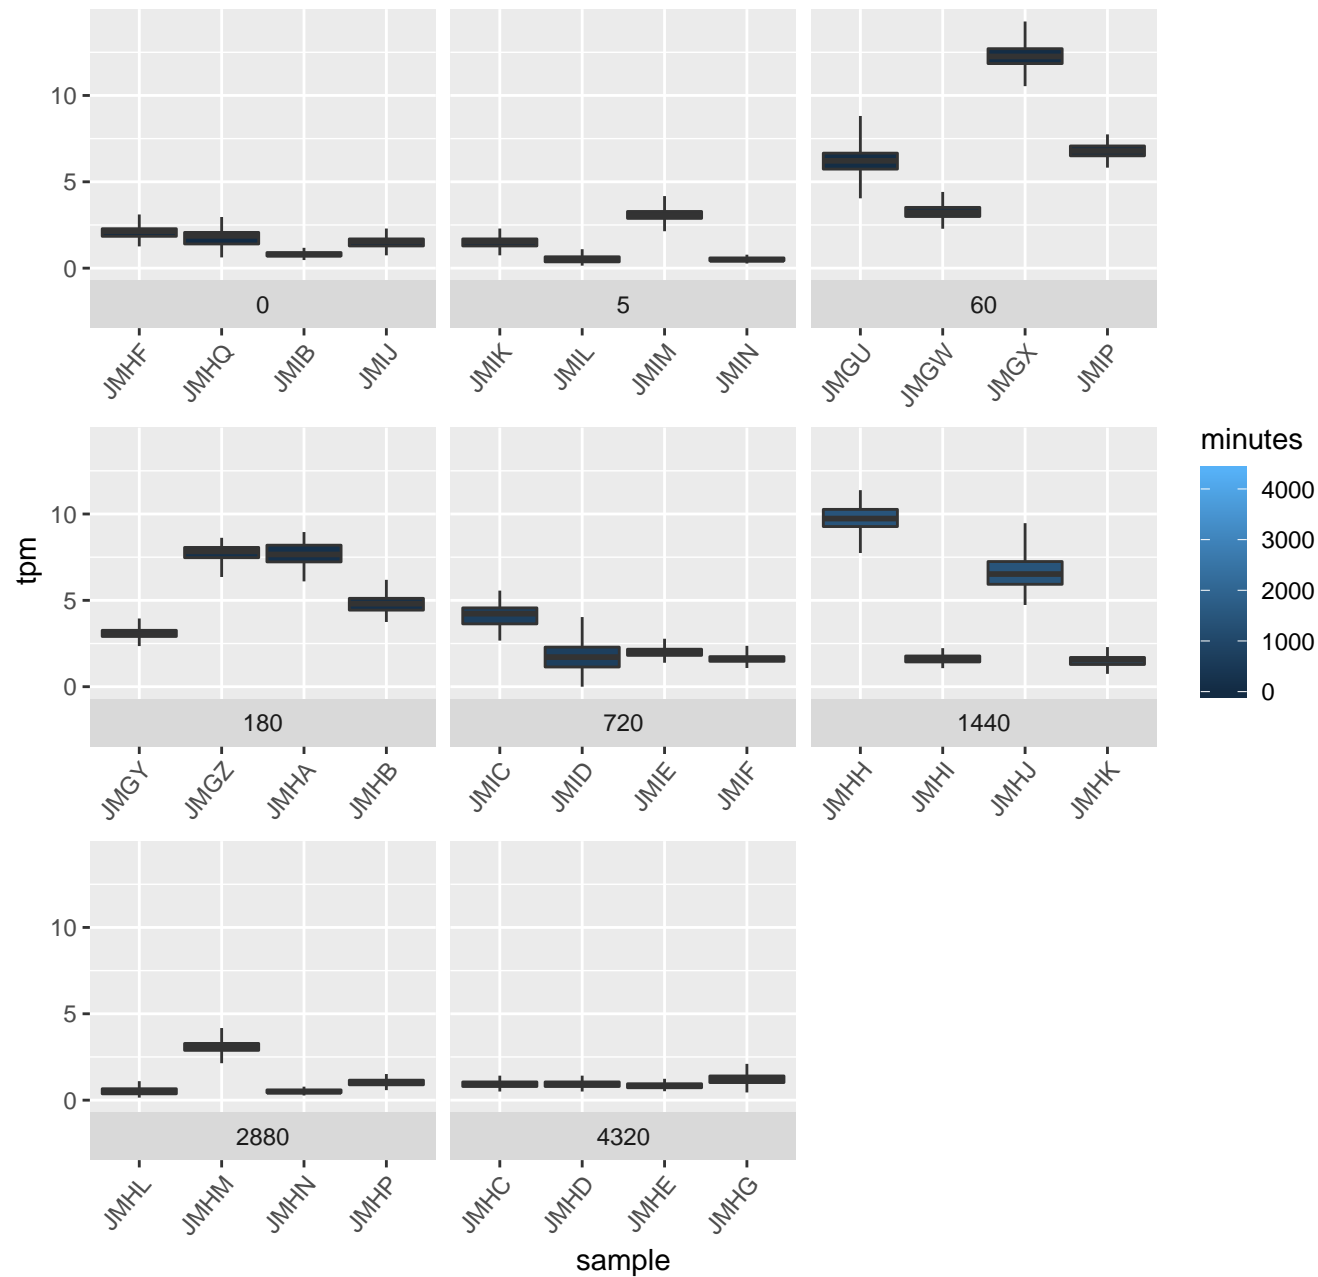 10
5
0
0
5
60
JMHF JMHQ JMIB JMIJ
JMIK JMIL JMIM JMIN
JMGU JMGW JMGX JMIP
tpm
10
5
0
180
720
1440
JMGY JMGZ JMHA JMHB
JMIC JMID JMIE JMIF
JMHH JMHI JMHJ JMHK
minutes
4000
3000
2000
1000
0
10
5
0
2880
4320
JMHL JMHM JMHN JMHP
JMHC JMHD JMHE JMHG
sample